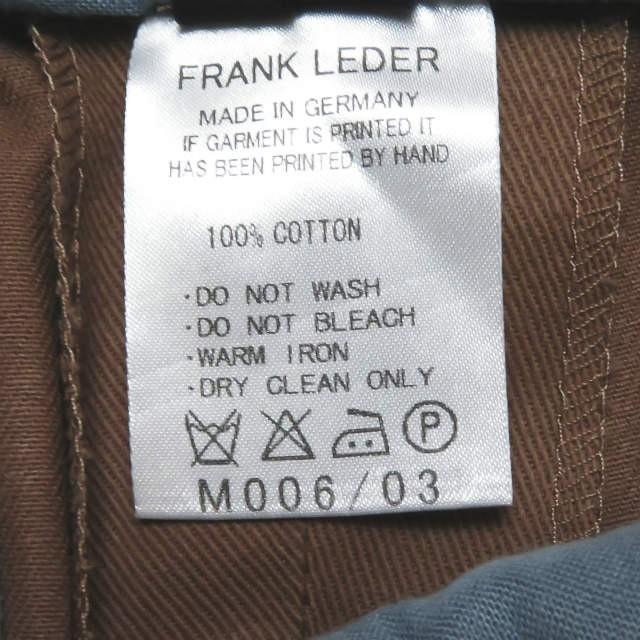 FRANK LEDER
MADE IN GERMANY
IF GARMENT IS PRINTED IT
HAS BEEN PRINTED BY HAND
100% COTTON
·DO NOT WASH
·DO NOT BLEACH
·WARM IRON
·DRY CLEAN ONLY
P
M006/03